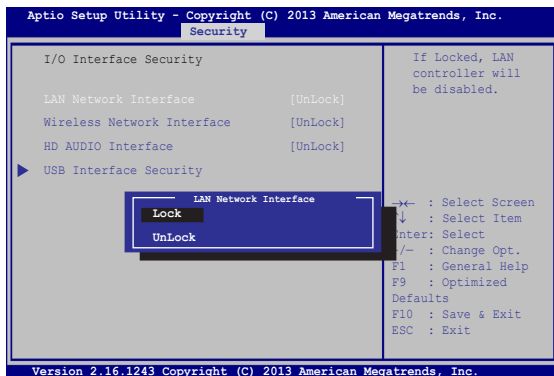 Aptio Setup Utility - Copyright (C) 2013 American Megatrends, Inc.
Security
I/O Interface Security
LAN Network Interface [UnLock]
Wireless Network Interface [UnLock]
HD AUDIO Interface [UnLock]
USB Interface Security
LAN Network Interface
Lock
UnLock
If Locked, LAN
controller will
be disabled.
→← : Select Screen
↑↓ : Select Item
Enter: Select
+/— : Change Opt.
F1 : General Help
F9 : Optimized
Defaults
F10 : Save & Exit
ESC : Exit
Version 2.16.1243 Copyright (C) 2013 American Megatrends, Inc.